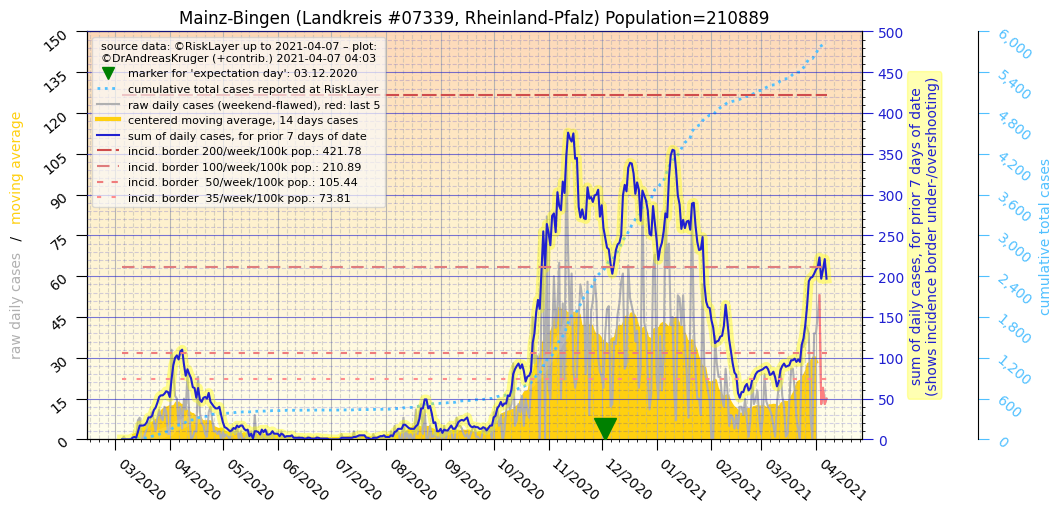 Mainz-Bingen (Landkreis #07339, Rheinland-Pfalz) Population=210889
source data: ©RiskLayer up to 2021-04-07 – plot:
©DrAndreasKruger (+contrib.) 2021-04-07 04:03
marker for 'expectation day': 03.12.2020
cumulative total cases reported at RiskLayer
raw daily cases (weekend-flawed), red: last 5
centered moving average, 14 days cases
sum of daily cases, for prior 7 days of date
incid. border 200/week/100k pop.: 421.78
incid. border 100/week/100k pop.: 210.89
incid. border  50/week/100k pop.: 105.44
incid. border  35/week/100k pop.: 73.81
raw daily cases  /  moving average
150
135
120
105
90
75
60
45
30
15
0
03/2020
04/2020
05/2020
06/2020
07/2020
08/2020
09/2020
10/2020
11/2020
12/2020
01/2021
02/2021
03/2021
04/2021
500
450
400
350
300
250
200
150
100
50
0
sum of daily cases, for prior 7 days of date
(shows incidence border under-/overshooting)
6,000
5,400
4,800
4,200
3,600
3,000
2,400
1,800
1,200
600
0
cumulative total cases